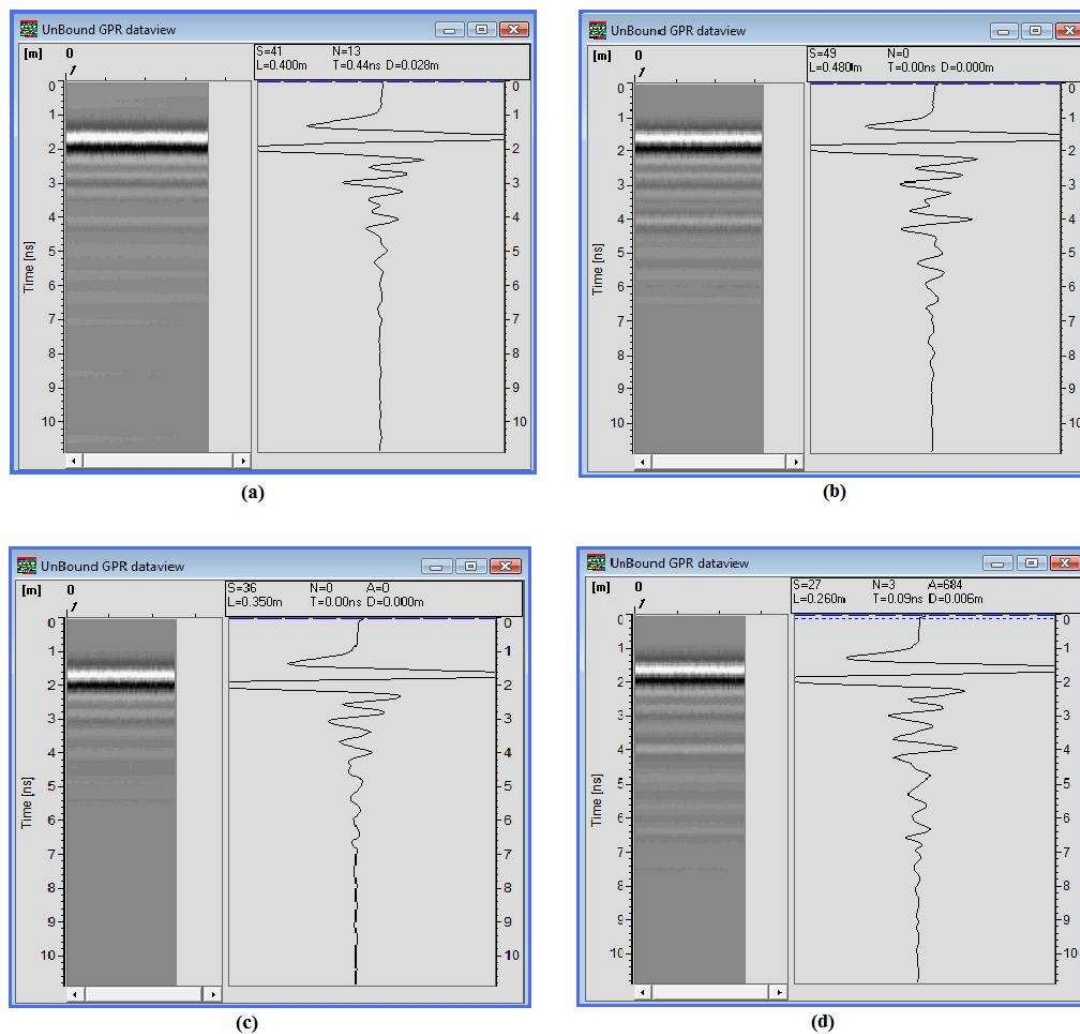 UnBound GPR dataview
[m] 0
S=41 N=13
L=0.400m T=0.44ns D=0.028m
0 0
1 1
2 2
3 3
4 4
5 5
6 6
7 7
8 8
9 9
10 10
Time [ns]
(a)
UnBound GPR dataview
[m] 0
S=49 N=0
L=0.480m T=0.00ns D=0.000m
0 0
1 1
2 2
3 3
4 4
5 5
6 6
7 7
8 8
9 9
10 10
Time [ns]
(b)
UnBound GPR dataview
[m] 0
S=36 N=0 A=0
L=0.350m T=0.00ns D=0.000m
0 0
1 1
2 2
3 3
4 4
5 5
6 6
7 7
8 8
9 9
10 10
Time [ns]
(c)
UnBound GPR dataview
[m] 0
S=27 N=3 A=684
L=0.260m T=0.09ns D=0.006m
0 0
1 1
2 2
3 3
4 4
5 5
6 6
7 7
8 8
9 9
10 10
Time [ns]
(d)